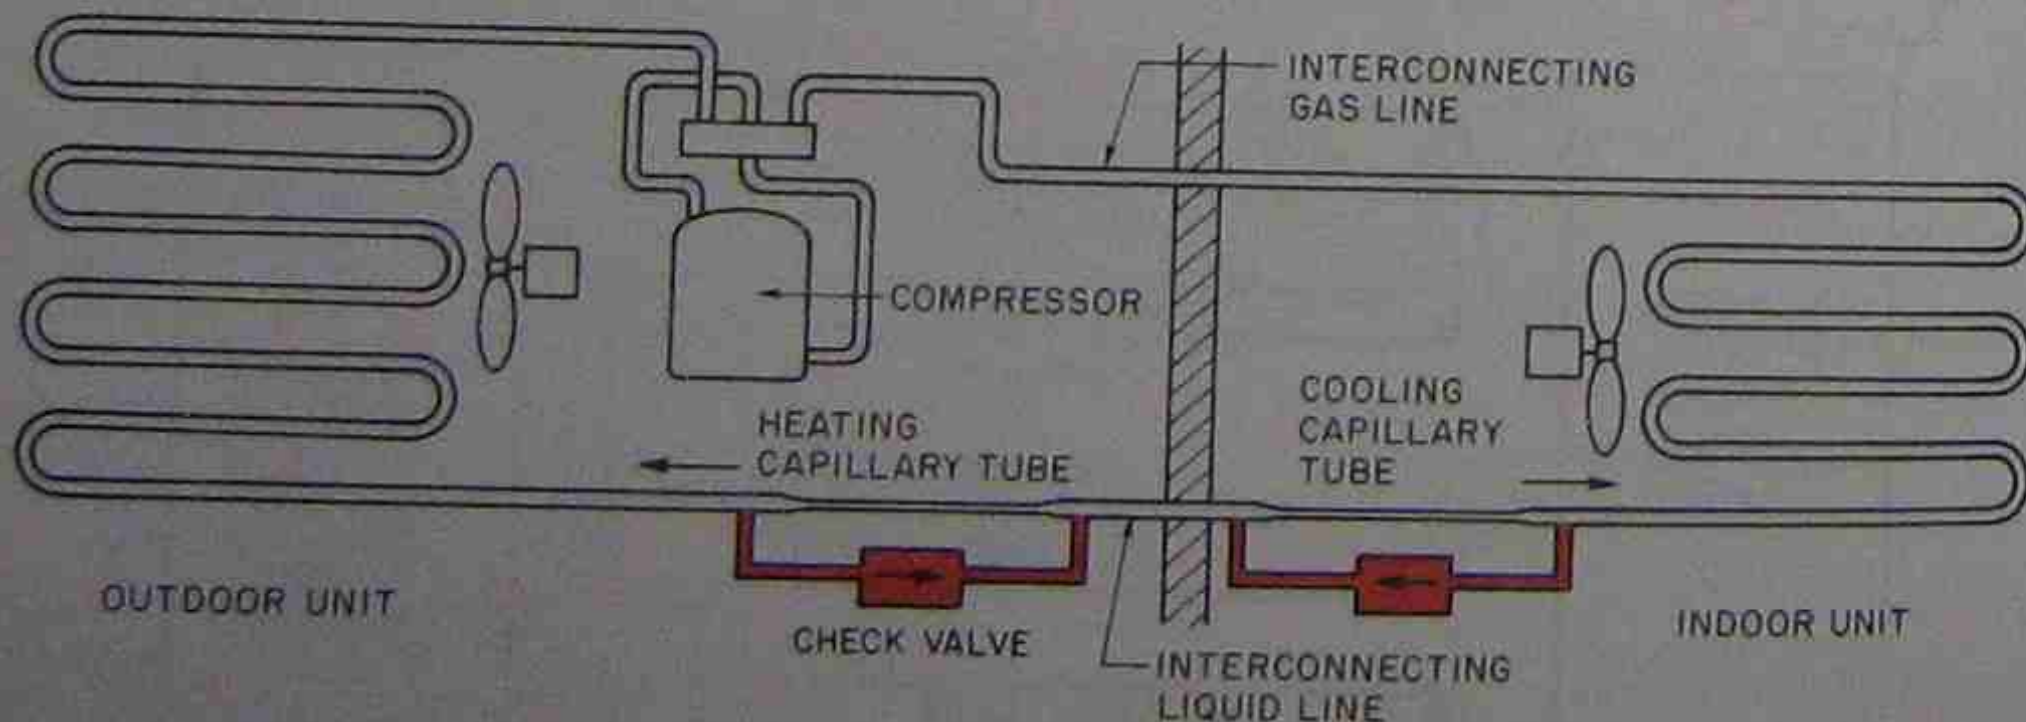 INTERCONNECTING
GAS LINE
COMPRESSOR
HEATING
CAPILLARY TUBE
COOLING
CAPILLARY
TUBE
OUTDOOR UNIT
CHECK VALVE
INTERCONNECTING
LIQUID LINE
INDOOR UNIT